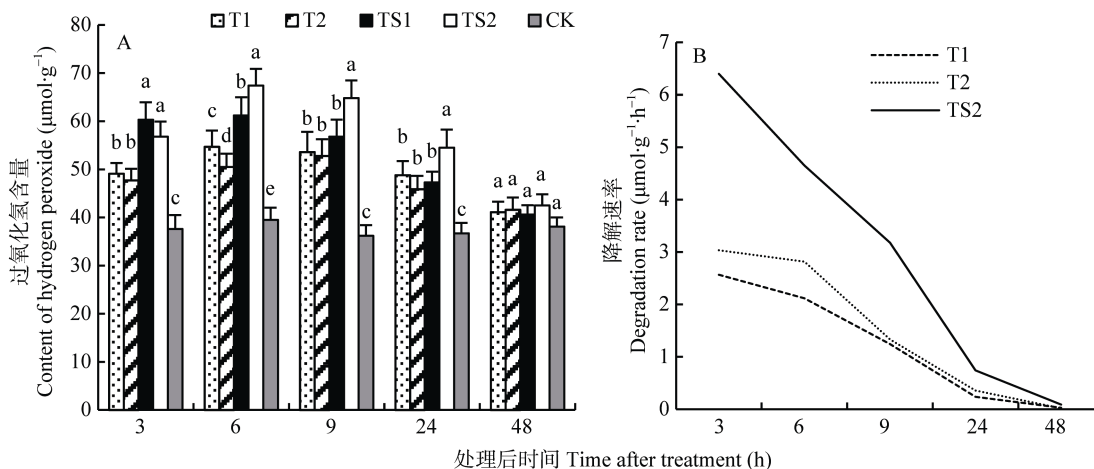 T1 T2 TS1 TS2 CK
A
过氧化氢含量
Content of hydrogen peroxide (μmol·g⁻¹)
80
70
60
50
40
30
20
10
0
b b a a c
c d b a e
b b b a c
b b b a c
a a a a a
3 6 9 24 48
B
T1
T2
TS2
降解速率
Degradation rate (μmol·g⁻¹·h⁻¹)
7
6
5
4
3
2
1
0
3 6 9 24 48
处理后时间 Time after treatment (h)